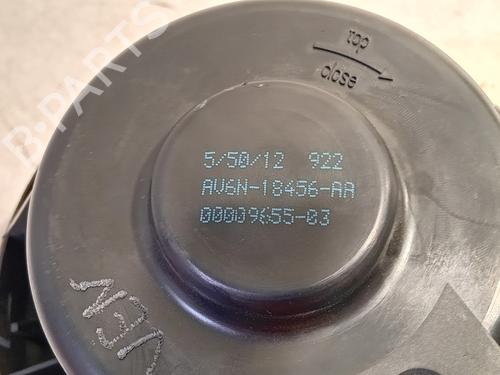 B-PARTS
top
close
5/50/12 922
AV6N-18456-AA
00009655-03